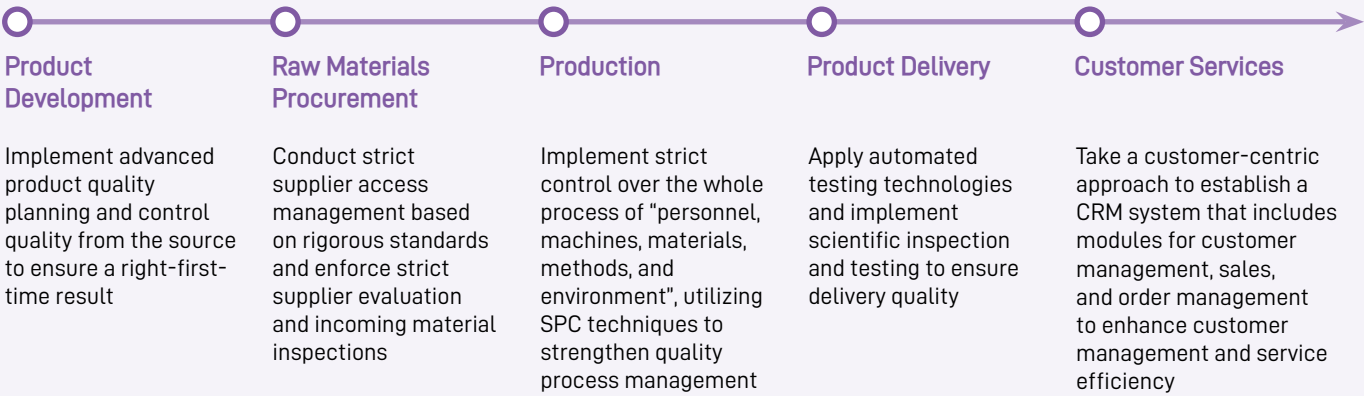 Product
Development
Implement advanced
product quality
planning and control
quality from the source
to ensure a right-first-
time result
Raw Materials
Procurement
Conduct strict
supplier access
management based
on rigorous standards
and enforce strict
supplier evaluation
and incoming material
inspections
Production
Implement strict
control over the whole
process of “personnel,
machines, materials,
methods, and
environment”, utilizing
SPC techniques to
strengthen quality
process management
Product Delivery
Apply automated
testing technologies
and implement
scientific inspection
and testing to ensure
delivery quality
Customer Services
Take a customer-centric
approach to establish a
CRM system that includes
modules for customer
management, sales,
and order management
to enhance customer
management and service
efficiency